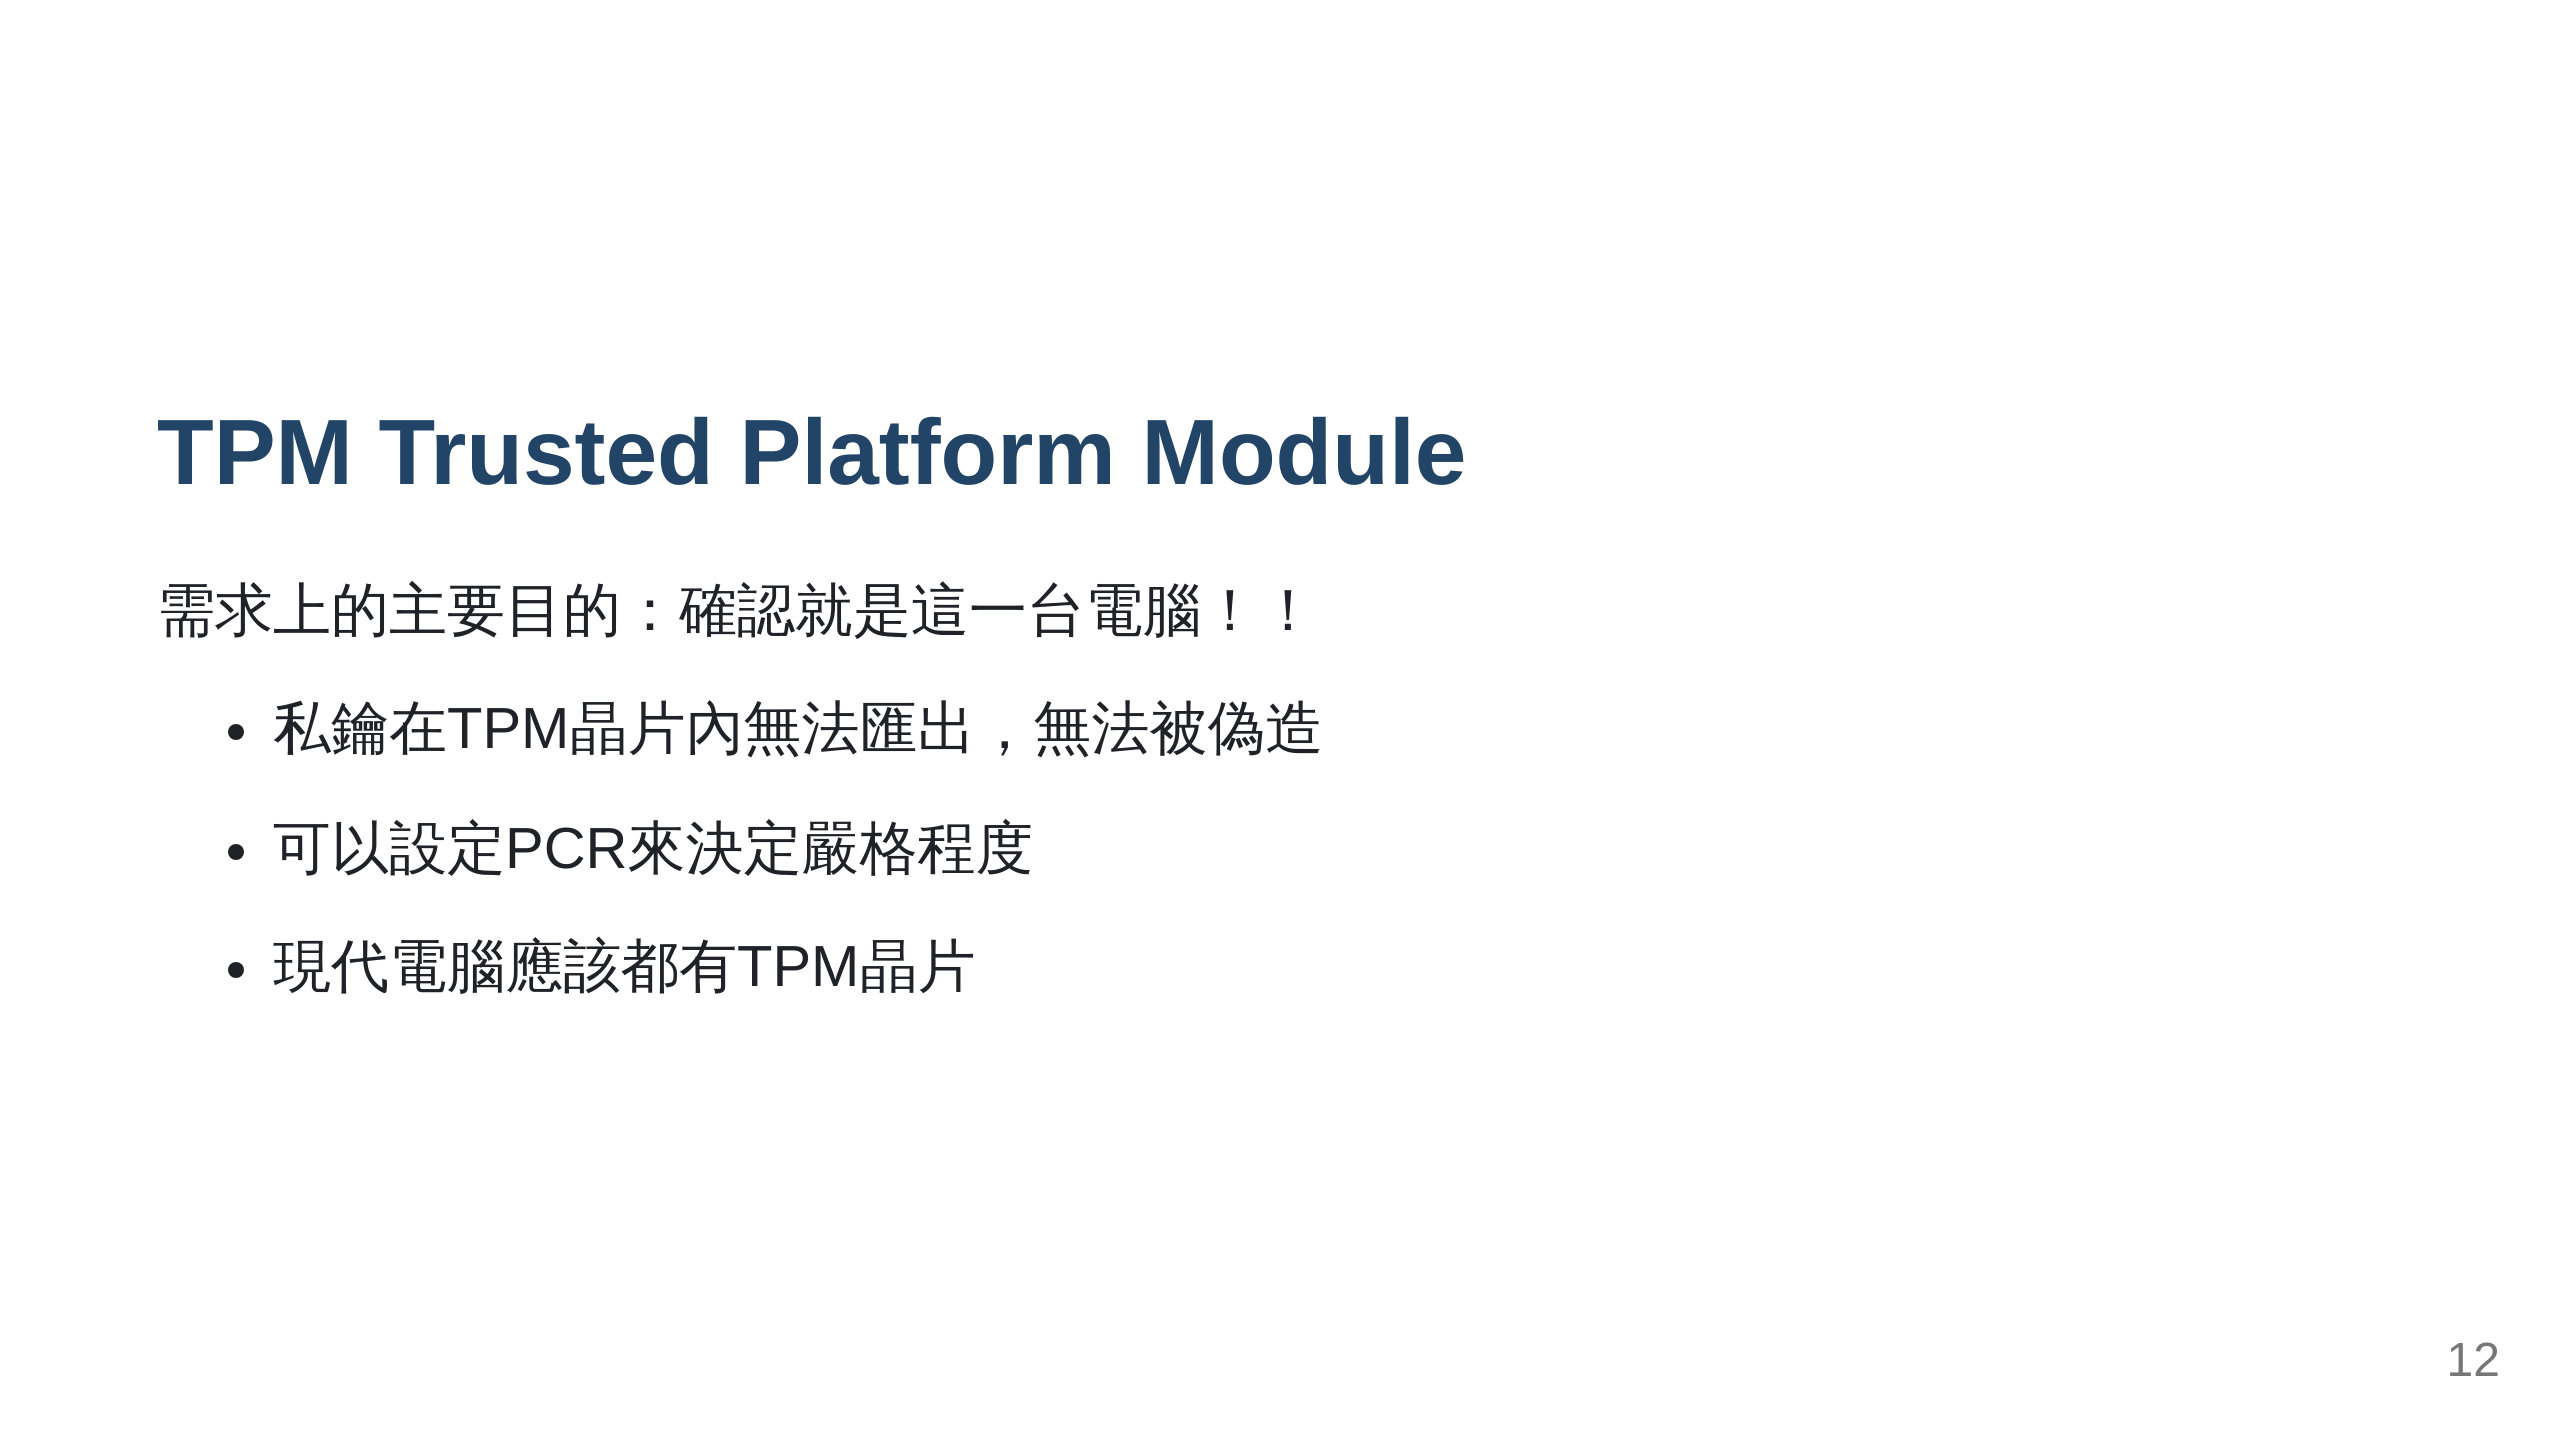 TPM Trusted Platform Module
需求上的主要目的：確認就是這一台電腦！！
• 私鑰在TPM晶片內無法匯出，無法被偽造
• 可以設定PCR來決定嚴格程度
• 現代電腦應該都有TPM晶片
12